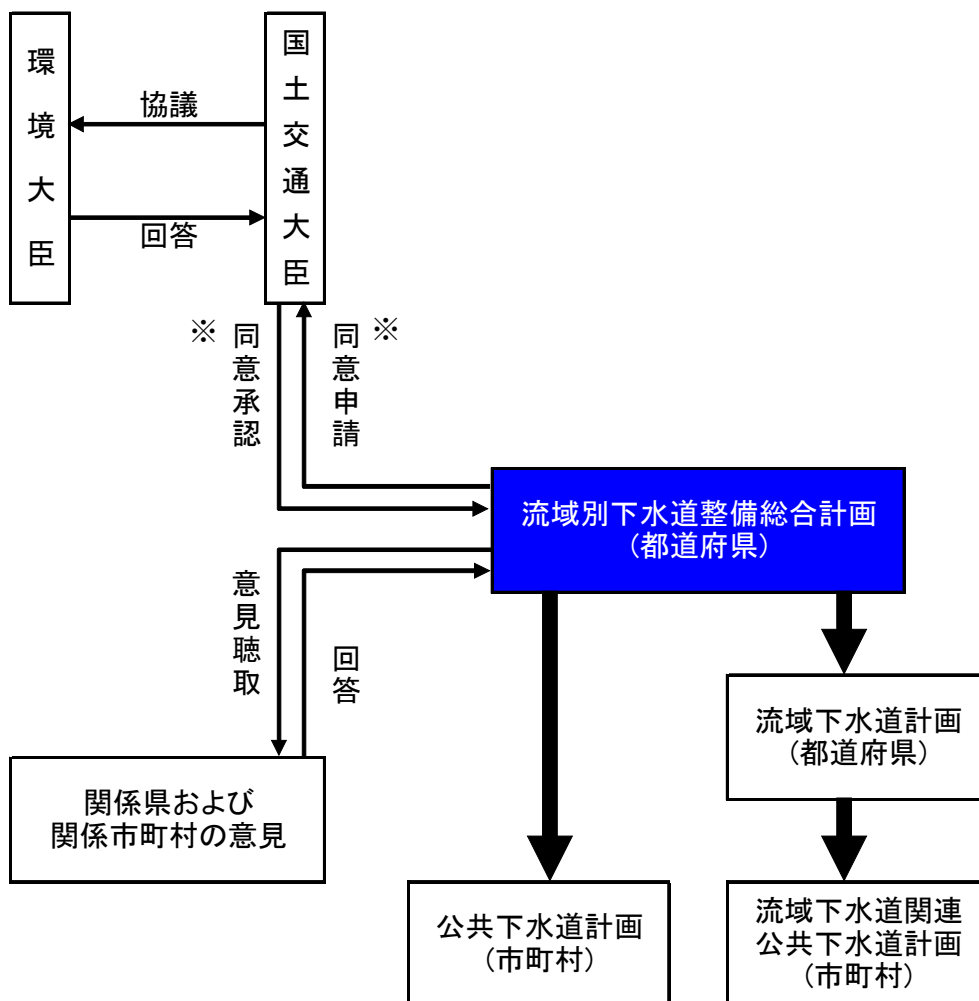 環境大臣
国土交通大臣
協議
回答
※
同意承認
同意申請
※
流域別下水道整備総合計画
(都道府県)
意見聴取
回答
流域下水道計画
(都道府県)
関係県および
関係市町村の意見
公共下水道計画
(市町村)
流域下水道関連
公共下水道計画
(市町村)